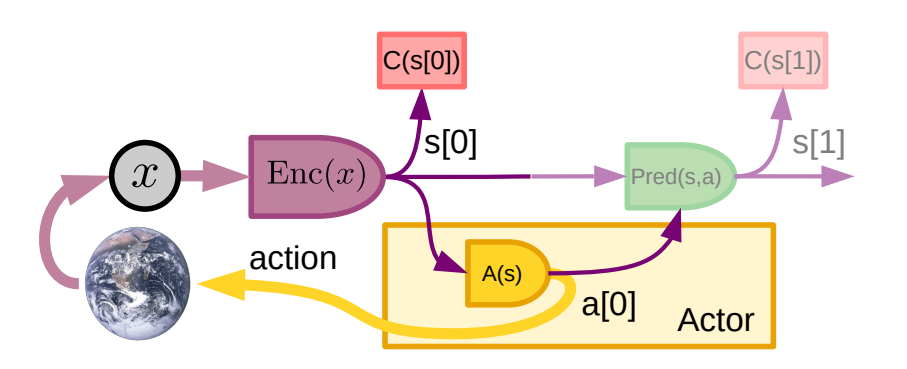 C(s[0])
C(s[1])
s[0]
s[1]
x
Enc(x)
Pred(s,a)
action
A(s)
a[0]
Actor